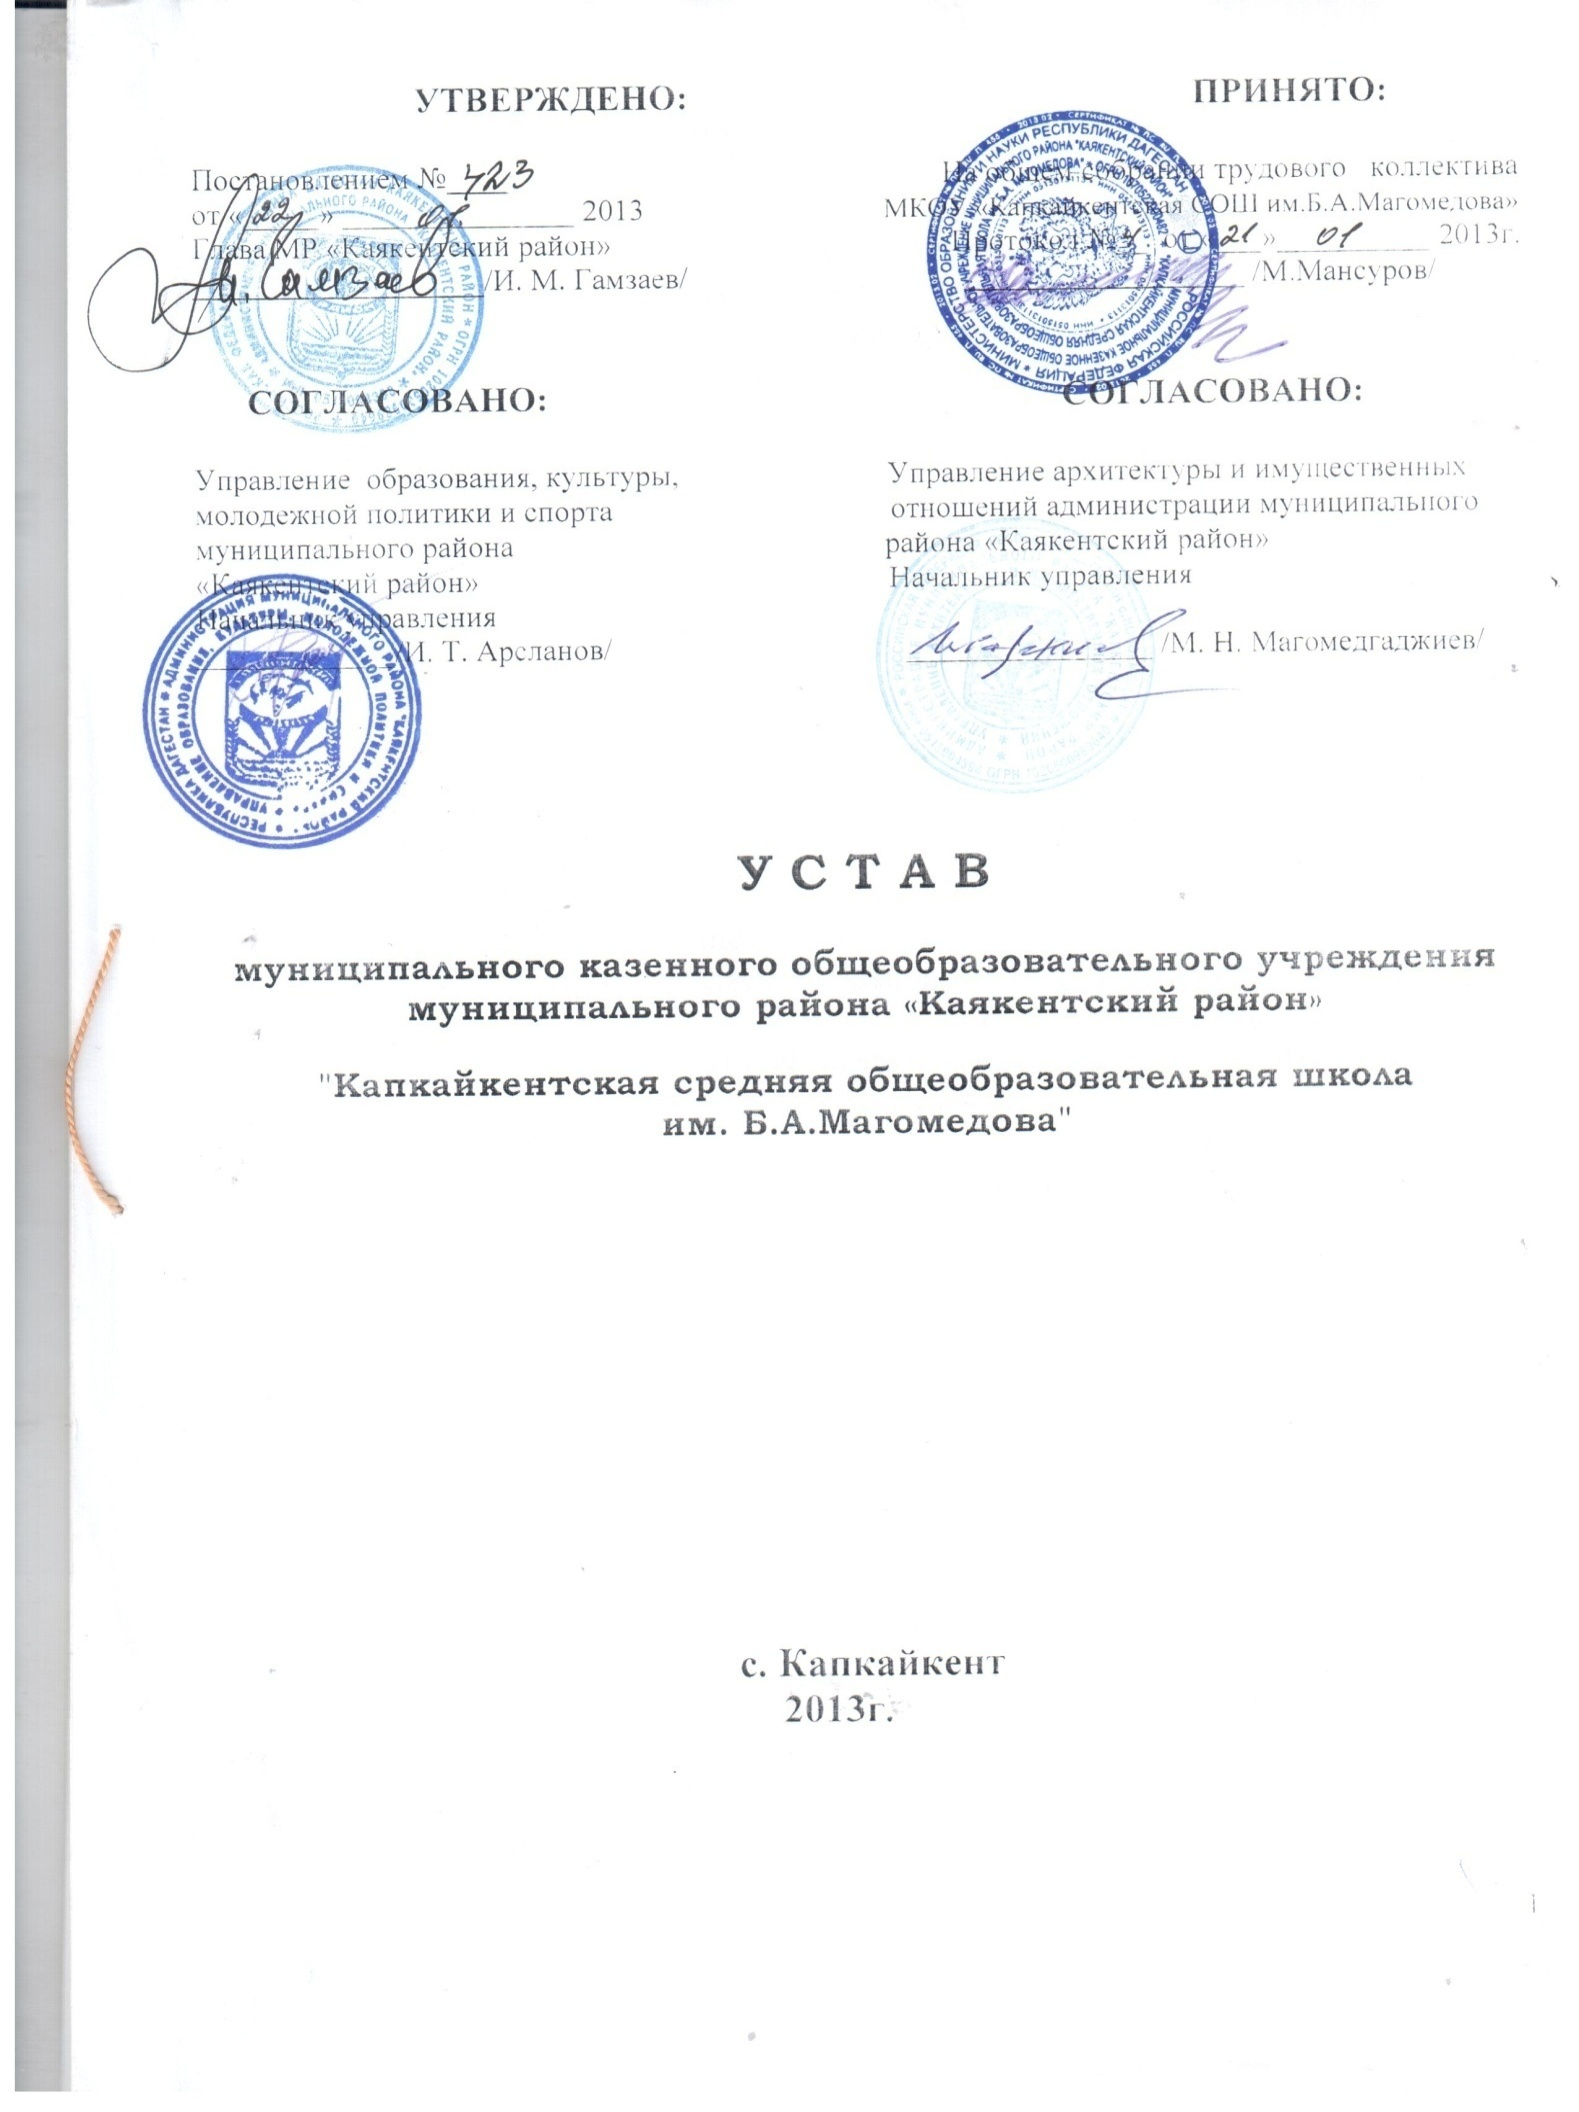 УТВЕРЖДЕНО:
Постановлением № 423
от « 22 » 01. 2013
Глава МР «Каякентский район»
/И. М. Гамзаев/
ПРИНЯТО:
На общем собрании трудового коллектива
МКОУ «Капкайкентская СОШ им.Б.А.Магомедова»
Протокол № от « 21 » 01 2013г.
/М.Мансуров/
СОГЛАСОВАНО:
Управление образования, культуры,
молодежной политики и спорта
муниципального района
«Каякентский район»
Начальник управления
/И. Т. Арсланов/
СОГЛАСОВАНО:
Управление архитектуры и имущественных
отношений администрации муниципального
района «Каякентский район»
Начальник управления
/М. Н. Магомедгаджиев/
У С Т А В
муниципального казенного общеобразовательного учреждения
муниципального района «Каякентский район»
"Капкайкентская средняя общеобразовательная школа
им. Б.А.Магомедова"
с. Капкайкент
2013г.